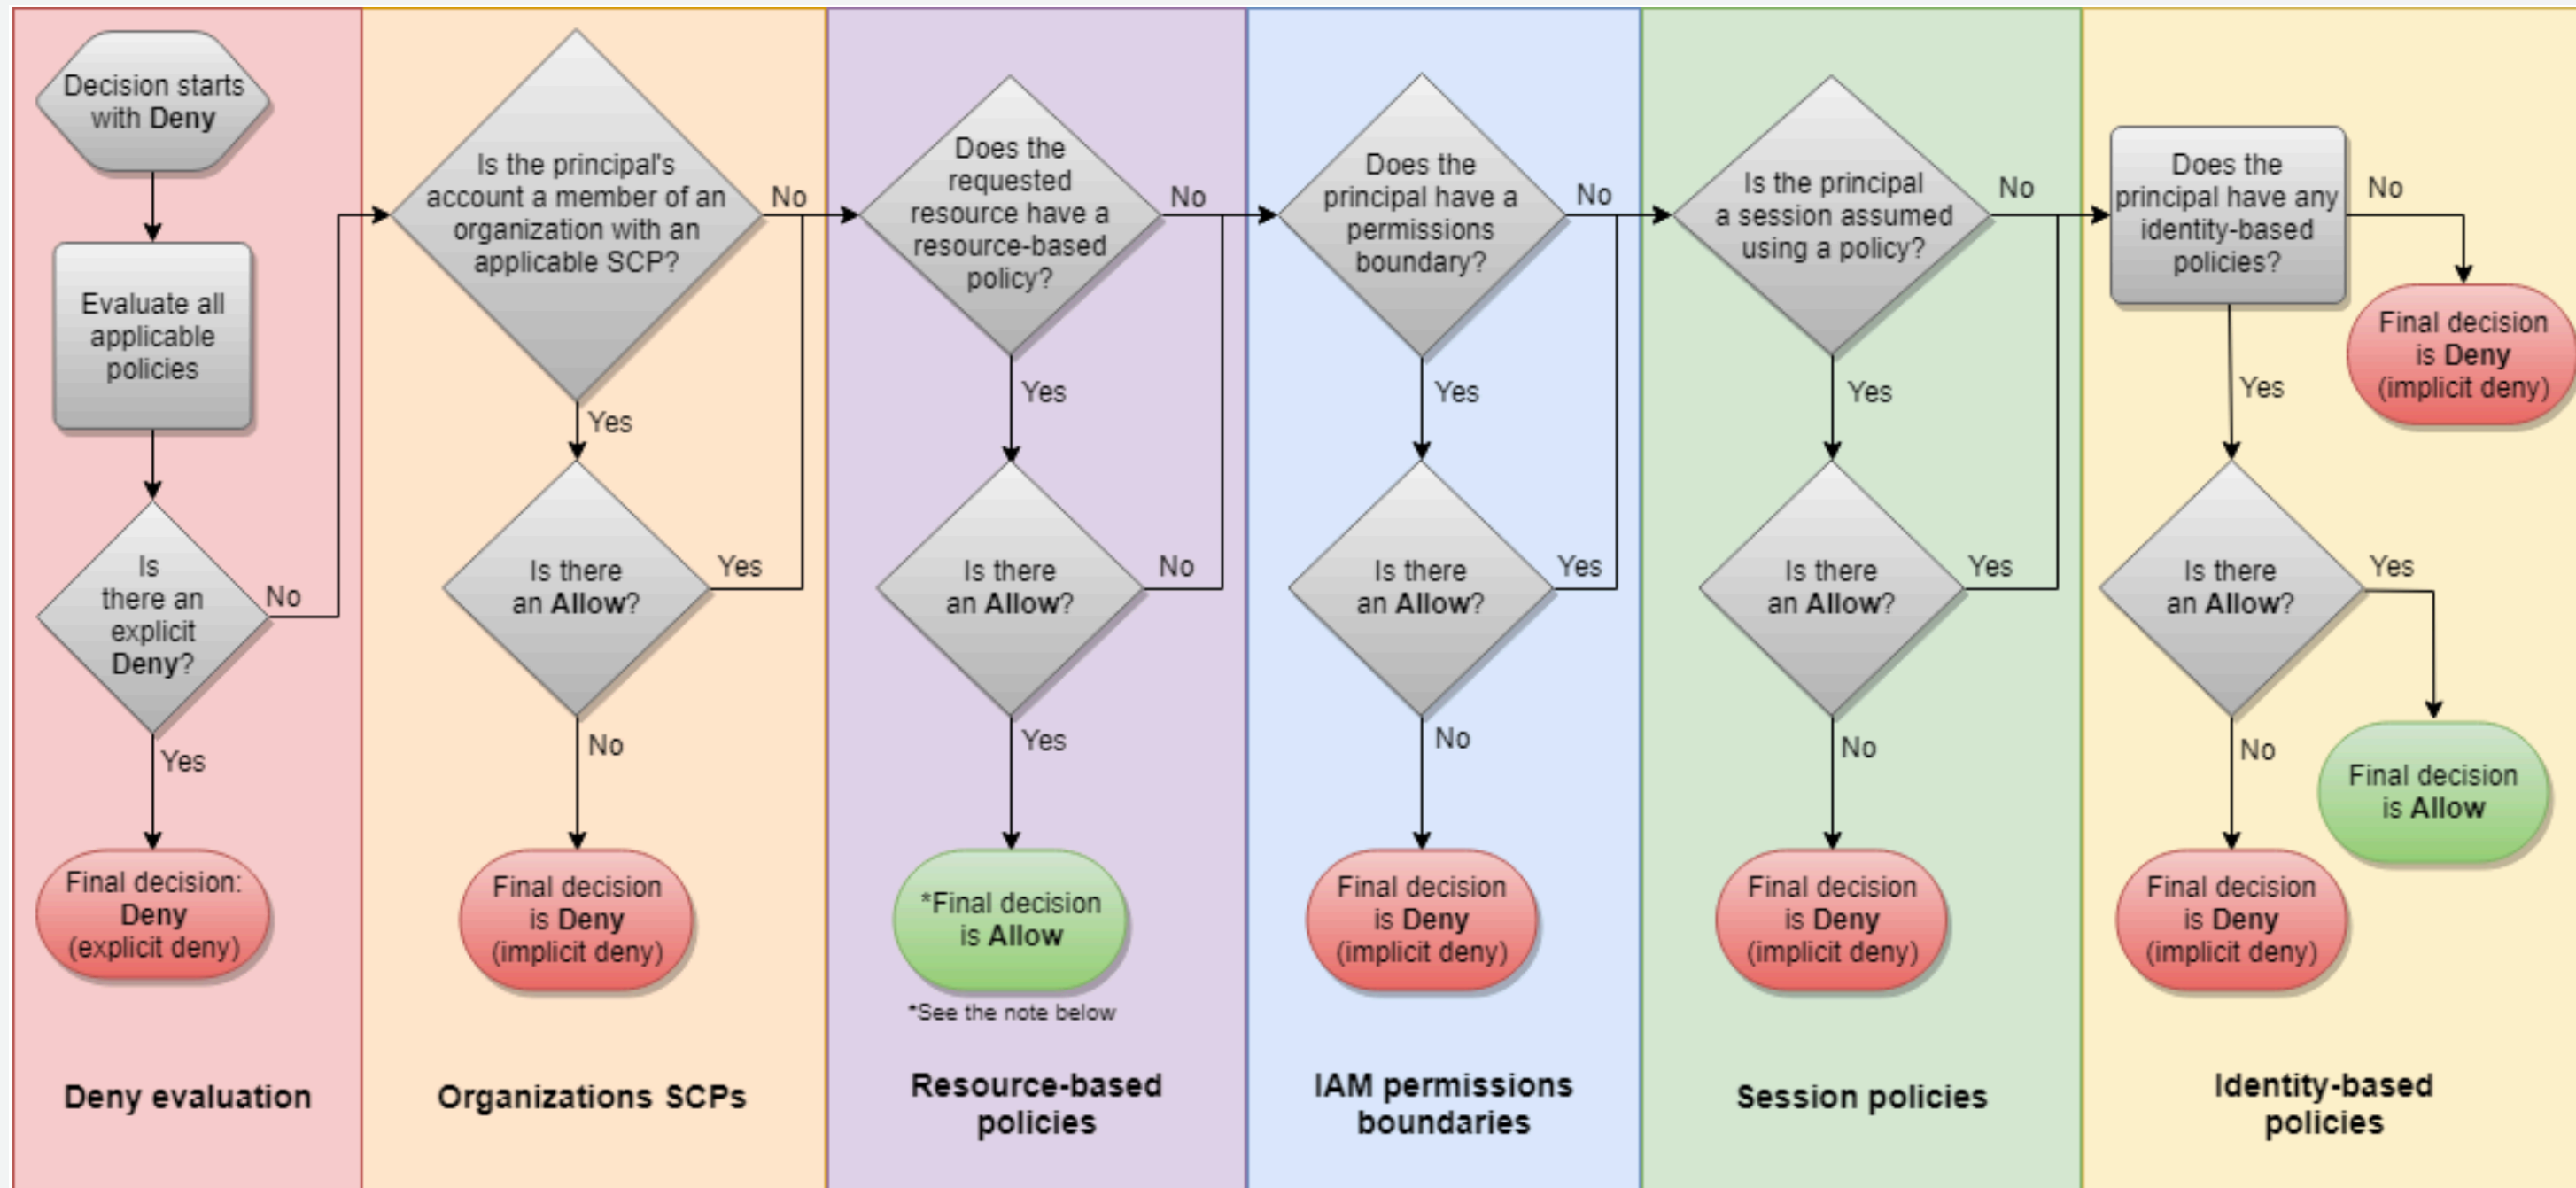 Decision starts
with Deny
Evaluate all
applicable
policies
Is
there an
explicit
Deny?
No
Yes
Final decision:
Deny
(explicit deny)
Deny evaluation
Is the principal's
account a member of an
organization with an
applicable SCP?
No
Yes
Is there
an Allow?
Yes
No
Final decision
is Deny
(implicit deny)
Organizations SCPs
Does the
requested
resource have a
resource-based
policy?
No
Yes
Is there
an Allow?
No
Yes
*Final decision
is Allow
*See the note below
Resource-based
policies
Does the
principal have a
permissions
boundary?
No
Yes
Is there
an Allow?
Yes
No
Final decision
is Deny
(implicit deny)
IAM permissions
boundaries
Is the principal
a session assumed
using a policy?
No
Yes
Is there
an Allow?
Yes
No
Final decision
is Deny
(implicit deny)
Session policies
Does the
principal have any
identity-based
policies?
No
Final decision
is Deny
(implicit deny)
Yes
Is there
an Allow?
Yes
Final decision
is Allow
No
Final decision
is Deny
(implicit deny)
Identity-based
policies